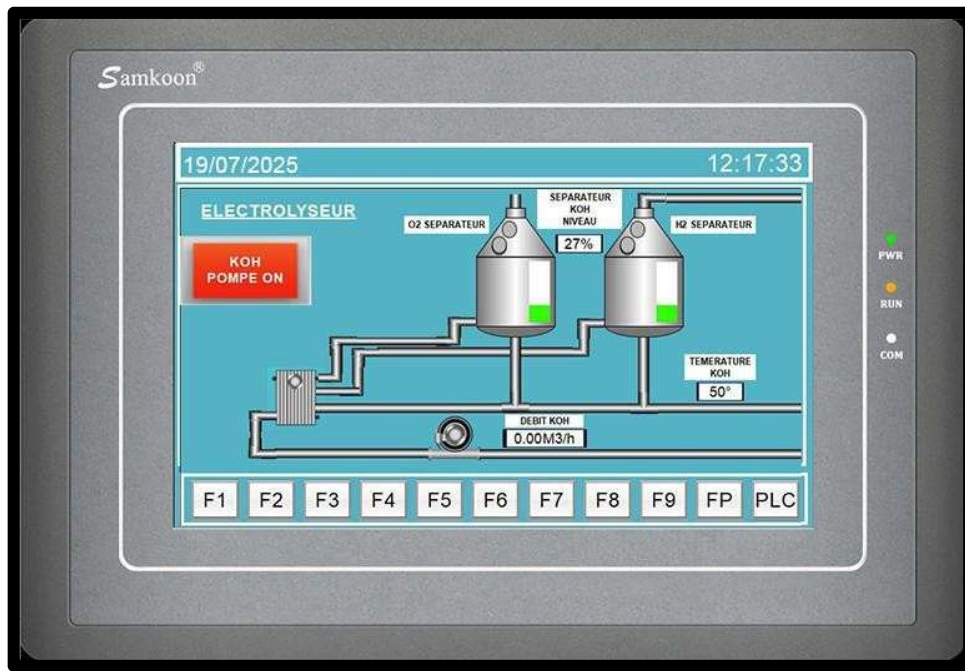 Samkoon®
19/07/2025
12:17:33
ELECTROLYSEUR
KOH
POMPE ON
O2 SEPARATEUR
SEPARATEUR
KOH
NIVEAU
27%
H2 SEPARATEUR
PWR
RUN
COM
TEMERATURE
KOH
50°
DEBIT KOH
0.00M3/h
F1 F2 F3 F4 F5 F6 F7 F8 F9 FP PLC